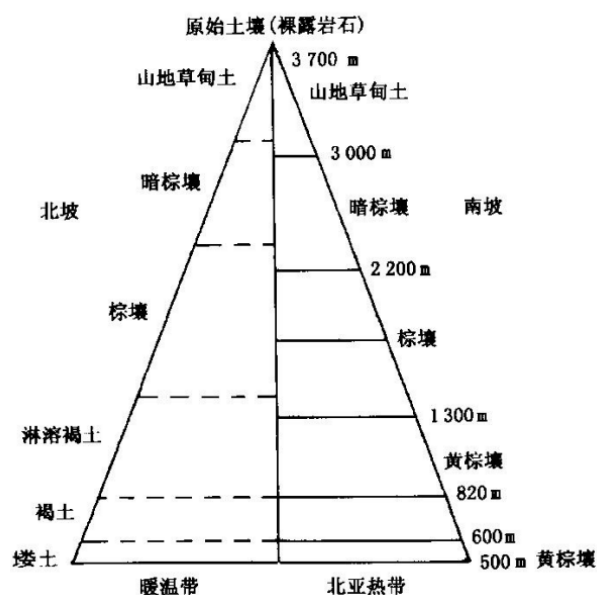 原始土壤(裸露岩石)
3 700 m
山地草甸土
山地草甸土
3 000 m
暗棕壤
暗棕壤
北坡
南坡
2 200 m
棕壤
棕壤
1 300 m
淋溶褐土
黄棕壤
820m
褐土
600m
塿土
500m 黄棕壤
暖温带
北亚热带